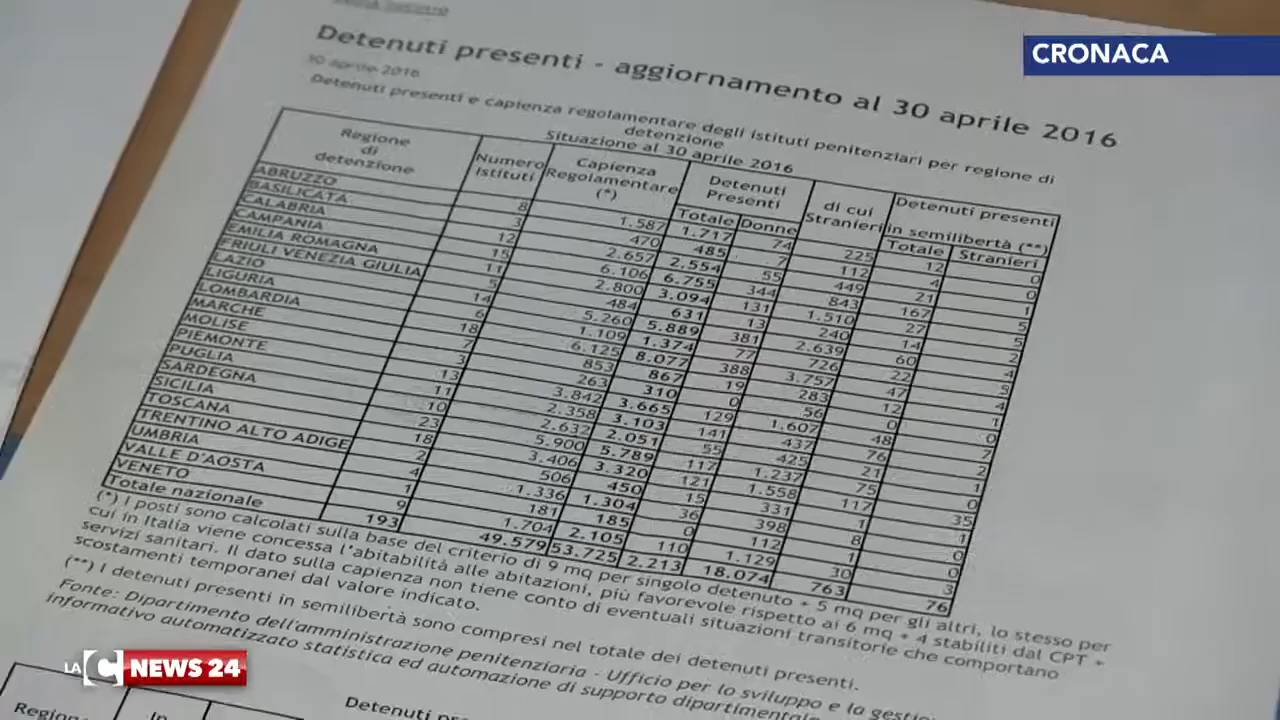 CRONACA
Detenuti presenti - aggiornamento al 30 aprile 2016
30 aprile 2016
Detenuti presenti e capienza regolamentare degli istituti penitenziari per regione di
detenzione
Situazione al 30 aprile 2016
Regione di detenzione Numero Istituti Capienza Regolamentare (*) Detenuti Presenti di cui Stranieri Detenuti presenti in semilibertà (**)
Totale Donne Totale Stranieri
ABRUZZO 8 1.587 1.717 74 225 12 0
BASILICATA 3 470 485 7 112 4 0
CALABRIA 12 2.657 2.554 55 449 21 1
CAMPANIA 15 6.106 6.755 344 843 167 5
EMILIA ROMAGNA 11 2.800 3.094 131 1.510 27 5
FRIULI VENEZIA GIULIA 5 484 631 13 240 14 2
LAZIO 14 5.260 5.889 381 2.639 60 4
LIGURIA 6 1.109 1.374 77 726 22 5
LOMBARDIA 18 6.125 8.077 388 3.757 47 4
MARCHE 7 853 867 19 283 12 1
MOLISE 3 263 310 0 56 0 0
PIEMONTE 13 3.842 3.665 129 1.607 48 7
PUGLIA 11 2.358 3.103 141 437 76 2
SARDEGNA 10 2.632 2.051 55 425 21 1
SICILIA 23 5.900 5.789 117 1.237 75 0
TOSCANA 18 3.406 3.320 121 1.558 117 35
TRENTINO ALTO ADIGE 2 506 450 15 331 1 1
UMBRIA 4 1.336 1.304 36 398 8 0
VALLE D'AOSTA 1 181 185 0 112 1 0
VENETO 9 1.704 2.105 110 1.129 30 3
Totale nazionale 193 49.579 53.725 2.213 18.074 763 76
(*) I posti sono calcolati sulla base del criterio di 9 mq per singolo detenuto + 5 mq per gli altri, lo stesso per
cui in Italia viene concessa l'abitabilità alle abitazioni, più favorevole rispetto ai 6 mq + 4 stabiliti dal CPT +
servizi sanitari. Il dato sulla capienza non tiene conto di eventuali situazioni transitorie che comportano
scostamenti temporanei dal valore indicato.
(**) I detenuti presenti in semilibertà sono compresi nel totale dei detenuti presenti.
Fonte: Dipartimento dell'amministrazione penitenziaria - Ufficio per lo sviluppo e la gestio
informativo automatizzato statistica ed automazione di supporto dipartimentale
LA C NEWS 24
Detenuti pre
Regione In